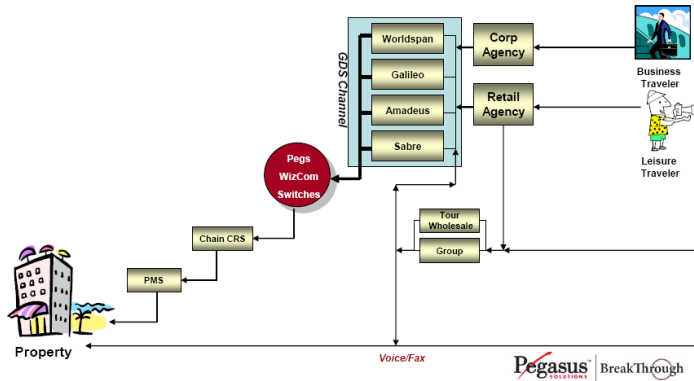 Worldspan
Galileo
Amadeus
Sabre
GDS Channel
Corp
Agency
Retail
Agency
Business
Traveler
Leisure
Traveler
Pegs
WizCom
Switches
Tour
Wholesale
Group
Chain CRS
PMS
Property
Voice/Fax
Pegasus™
SOLUTIONS
BreakThrough